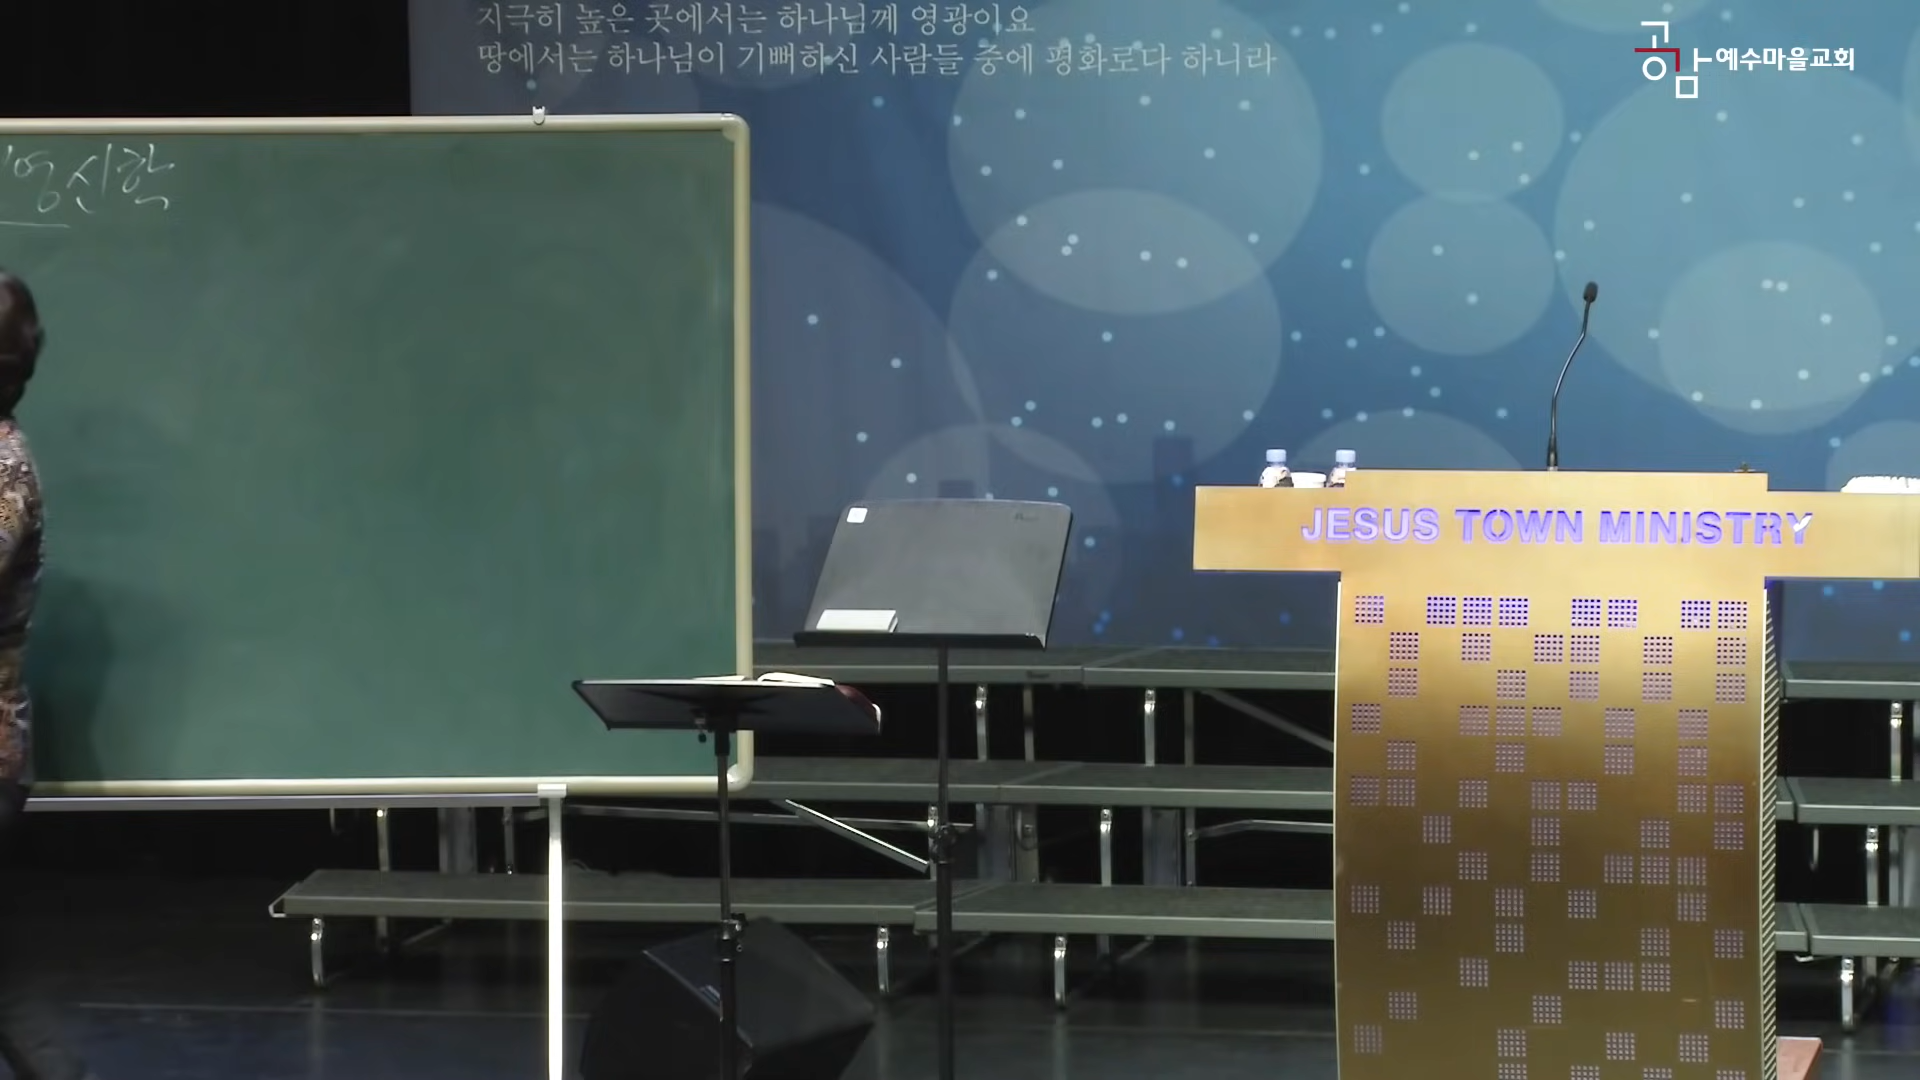 지극히 높은 곳에서는 하나님께 영광이요
땅에서는 하나님이 기뻐하신 사람들 중에 평화로다 하니라
공감 예수마을교회
영신학
JESUS TOWN MINISTRY